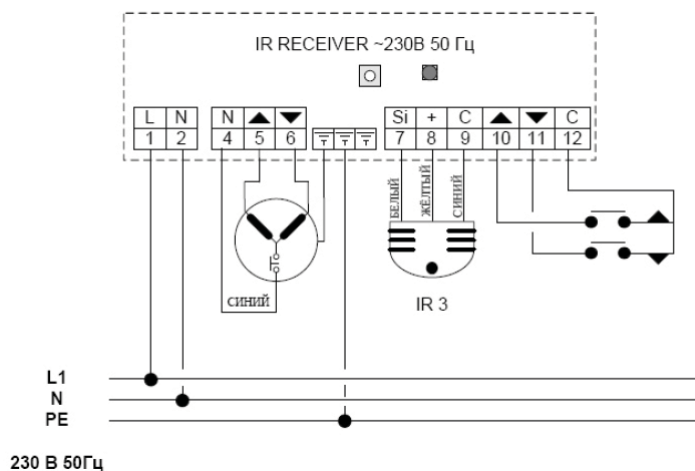 IR RECEIVER ~230В 50 Гц
L N N ▲ ▼ Si + C ▲ ▼ C
1 2 4 5 6 7 8 9 10 11 12
БЕЛЫЙ
ЖЁЛТЫЙ
СИНИЙ
СИНИЙ
IR 3
L1
N
PE
230 В 50Гц